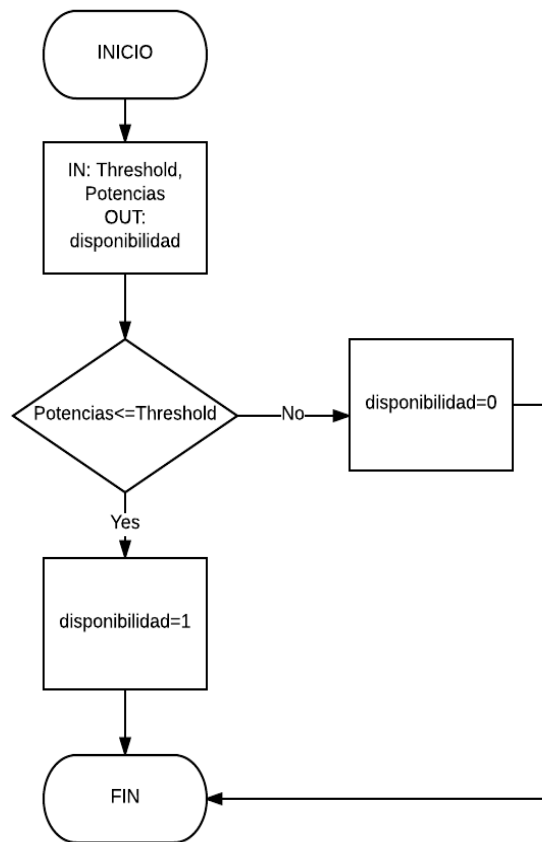 INICIO
IN: Threshold,
Potencias
OUT:
disponibilidad
Potencias<=Threshold
No
disponibilidad=0
Yes
disponibilidad=1
FIN